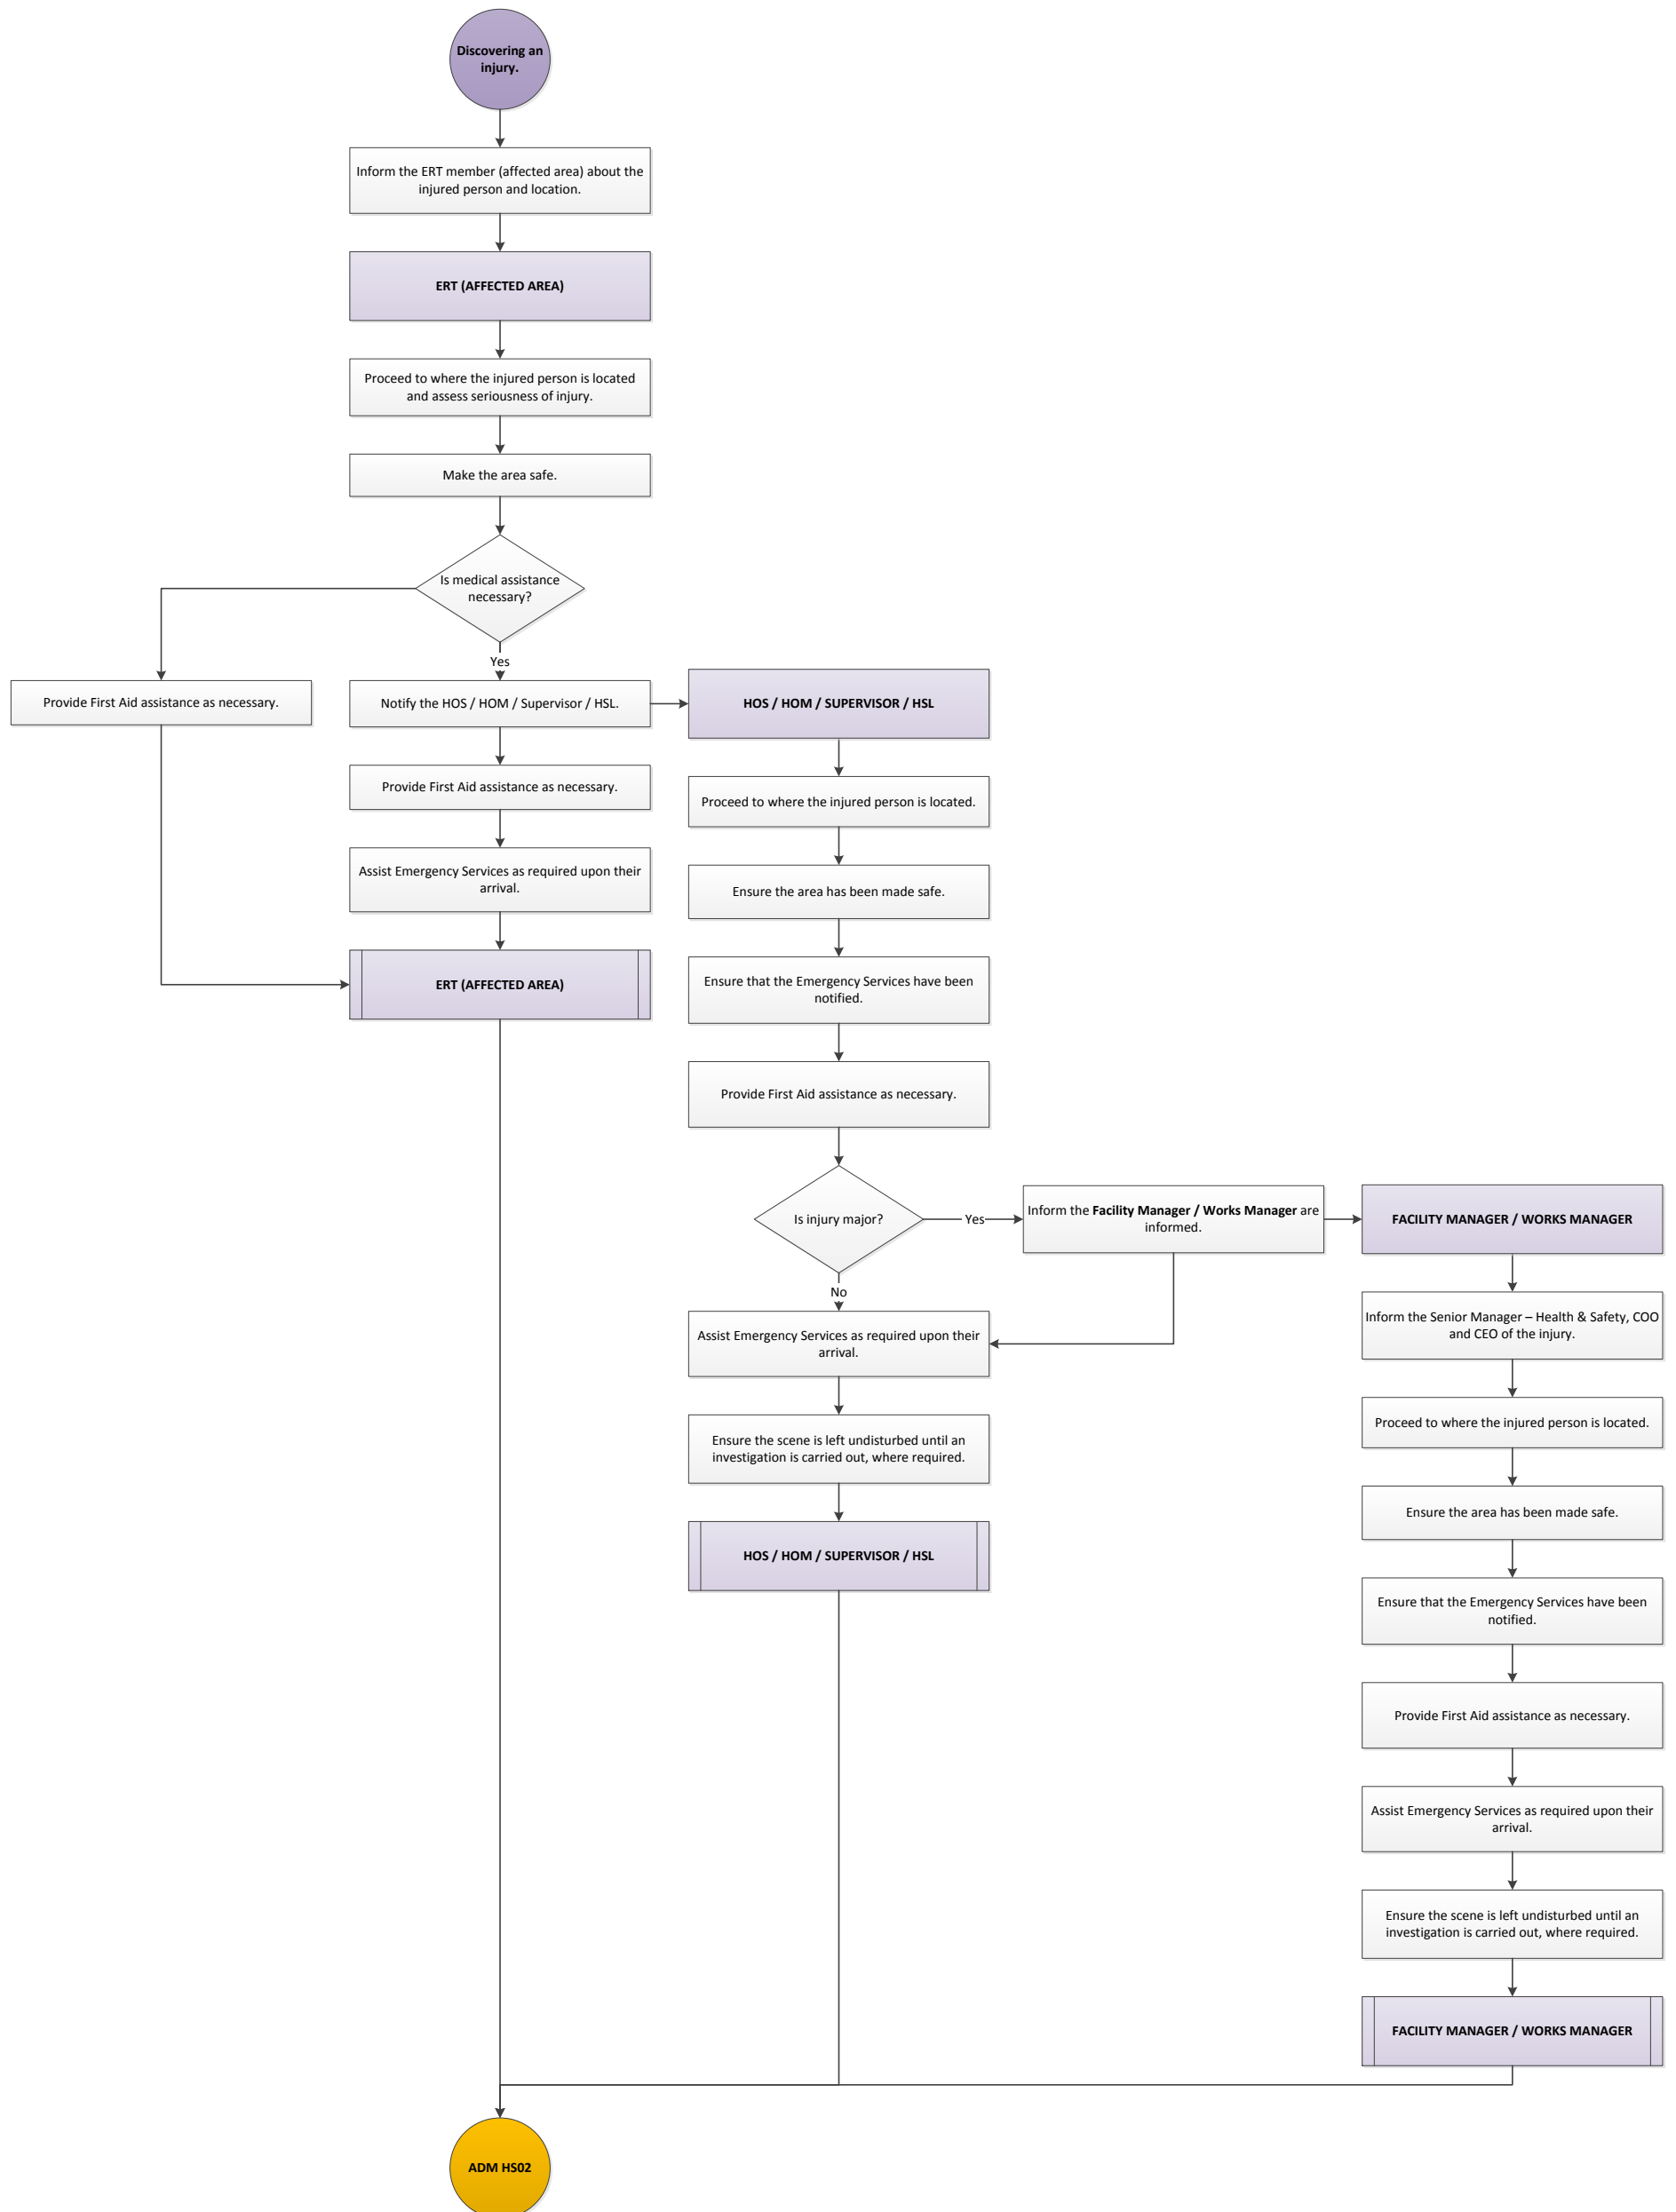 Discovering an
injury.
Inform the ERT member (affected area) about the
injured person and location.
ERT (AFFECTED AREA)
Proceed to where the injured person is located
and assess seriousness of injury.
Make the area safe.
Is medical assistance
necessary?
Yes
Provide First Aid assistance as necessary.
Notify the HOS / HOM / Supervisor / HSL.
Provide First Aid assistance as necessary.
Assist Emergency Services as required upon their
arrival.
ERT (AFFECTED AREA)
HOS / HOM / SUPERVISOR / HSL
Proceed to where the injured person is located.
Ensure the area has been made safe.
Ensure that the Emergency Services have been
notified.
Provide First Aid assistance as necessary.
Is injury major?
Yes
No
Inform the Facility Manager / Works Manager are
informed.
Assist Emergency Services as required upon their
arrival.
Ensure the scene is left undisturbed until an
investigation is carried out, where required.
HOS / HOM / SUPERVISOR / HSL
FACILITY MANAGER / WORKS MANAGER
Inform the Senior Manager – Health & Safety, COO
and CEO of the injury.
Proceed to where the injured person is located.
Ensure the area has been made safe.
Ensure that the Emergency Services have been
notified.
Provide First Aid assistance as necessary.
Assist Emergency Services as required upon their
arrival.
Ensure the scene is left undisturbed until an
investigation is carried out, where required.
FACILITY MANAGER / WORKS MANAGER
ADM HS02